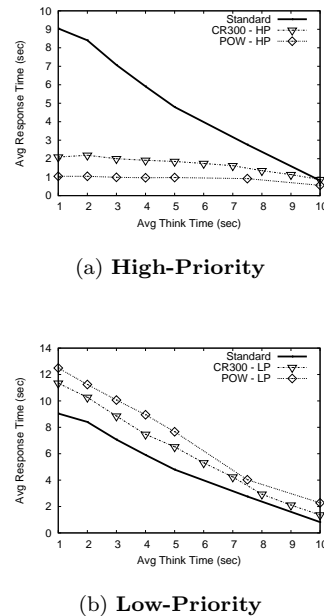 10
9
8
7
6
5
4
3
2
1
0
Avg Response Time (sec)
Standard
CR300 - HP
POW - HP
1 2 3 4 5 6 7 8 9 10
Avg Think Time (sec)
(a) High-Priority
14
12
10
8
6
4
2
0
Avg Response Time (sec)
Standard
CR300 - LP
POW - LP
1 2 3 4 5 6 7 8 9 10
Avg Think Time (sec)
(b) Low-Priority